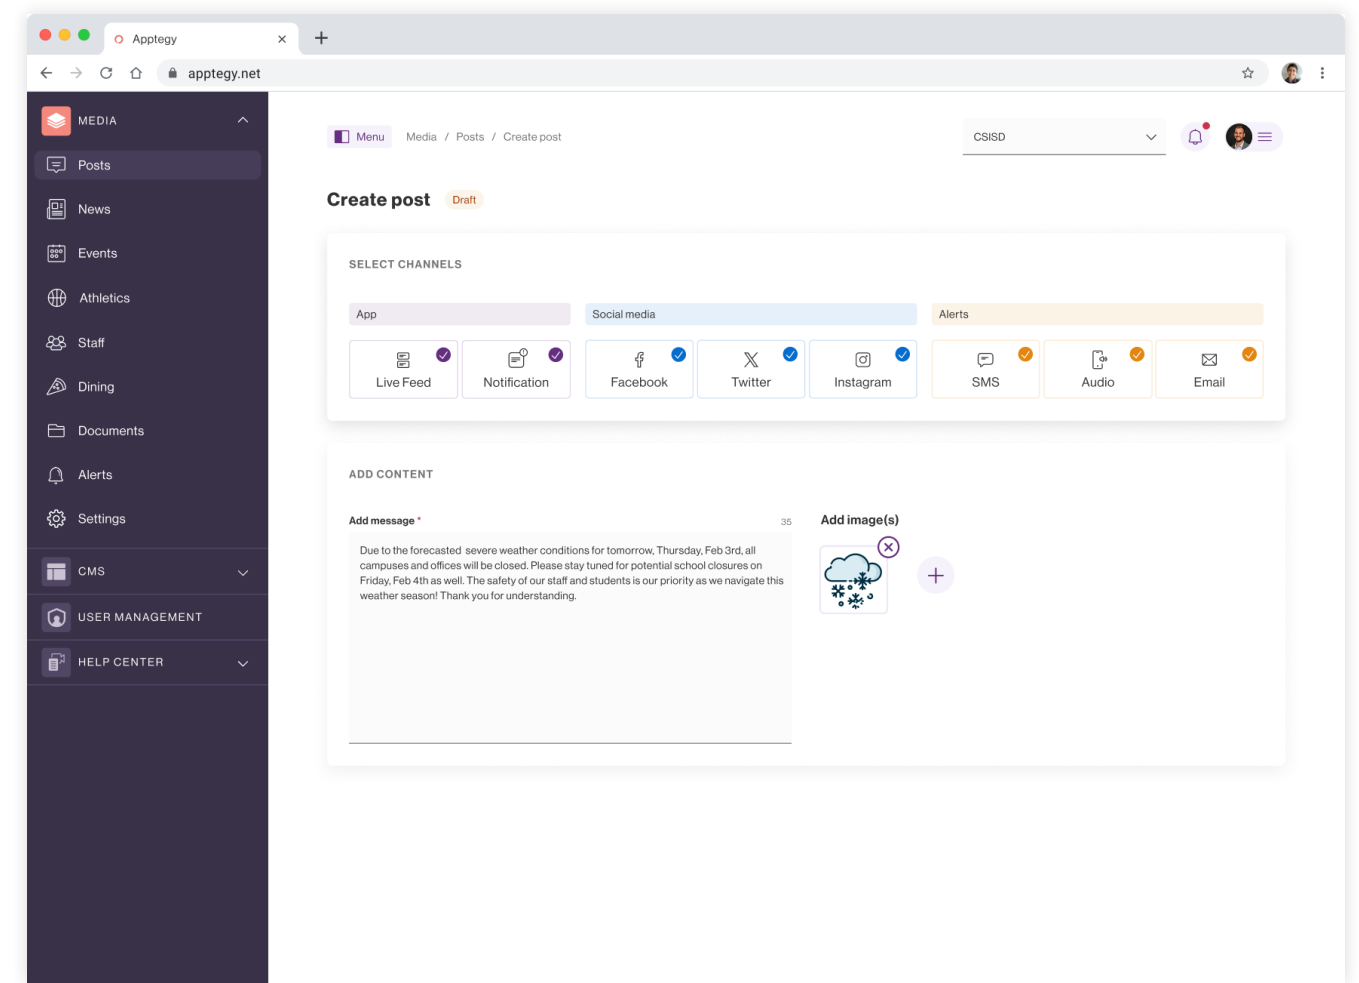 Apptegy
apptegy.net
MEDIA
Posts
News
Events
Athletics
Staff
Dining
Documents
Alerts
Settings
CMS
USER MANAGEMENT
HELP CENTER
Menu Media / Posts / Create post
CSISD
Create post Draft
SELECT CHANNELS
App Social media Alerts
Live Feed Notification Facebook Twitter Instagram SMS Audio Email
ADD CONTENT
Add message * 35 Add image(s)
Due to the forecasted severe weather conditions for tomorrow, Thursday, Feb 3rd, all
campuses and offices will be closed. Please stay tuned for potential school closures on
Friday, Feb 4th as well. The safety of our staff and students is our priority as we navigate this
weather season! Thank you for understanding.